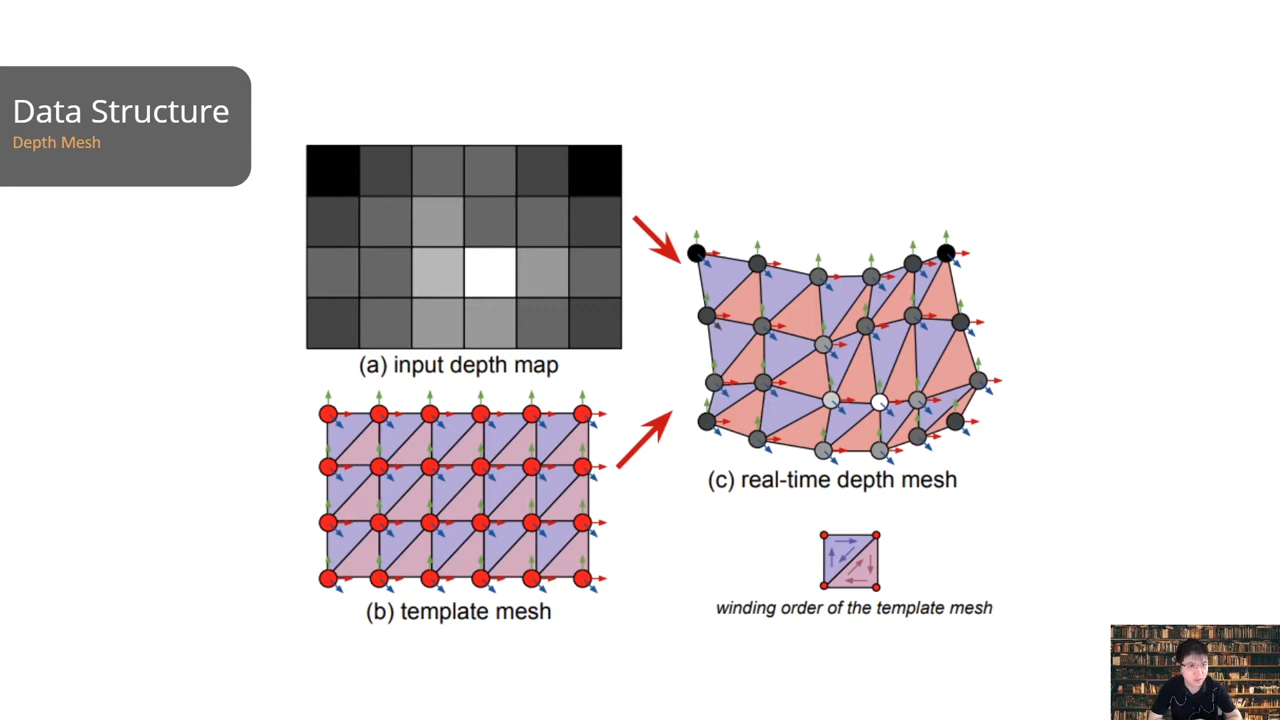 Data Structure
Depth Mesh
(a) input depth map
(b) template mesh
(c) real-time depth mesh
winding order of the template mesh